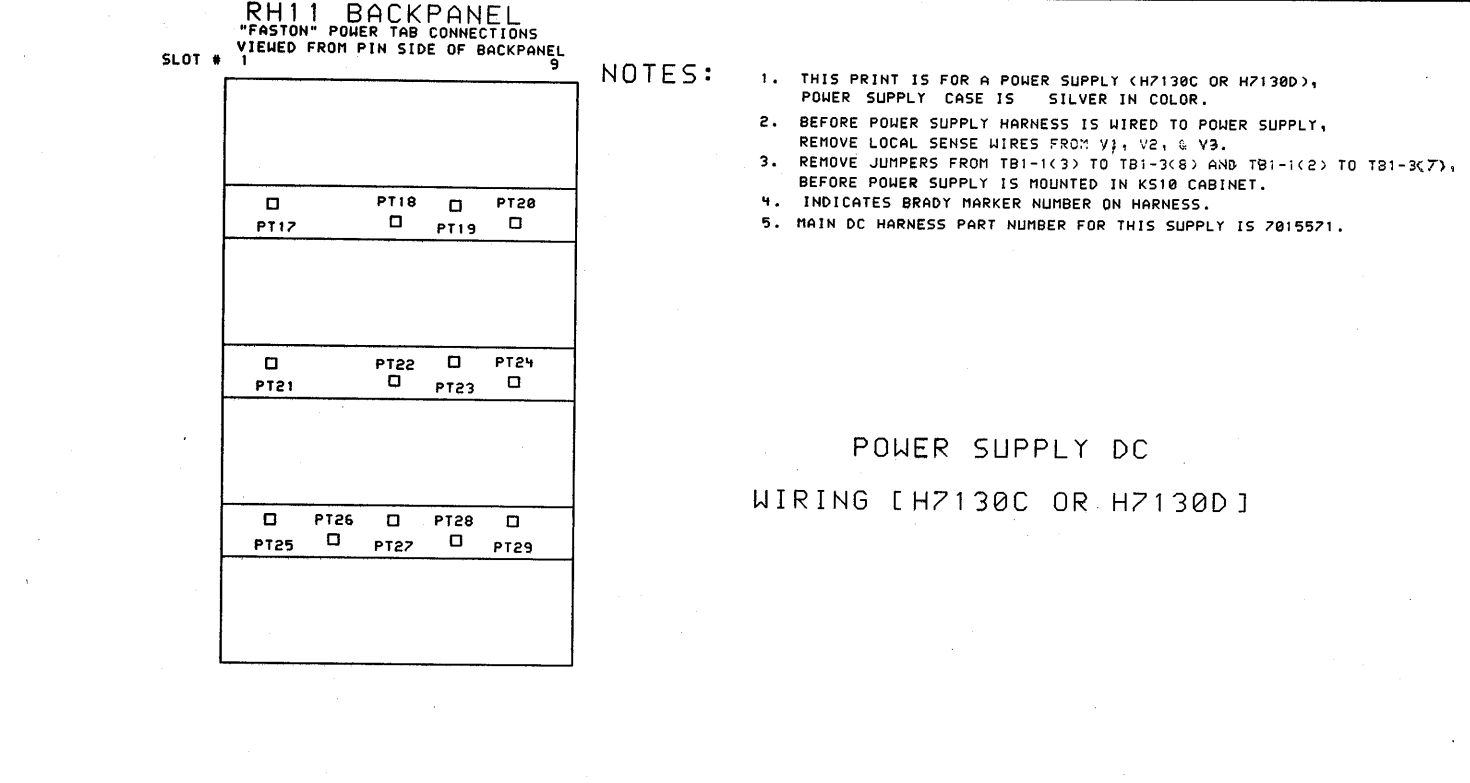 RH11 BACKPANEL
"FASTON" POWER TAB CONNECTIONS
VIEWED FROM PIN SIDE OF BACKPANEL
SLOT # 1 9
PT18 PT20
PT17 PT19
PT22 PT24
PT21 PT23
PT26 PT28
PT25 PT27 PT29
NOTES:
1. THIS PRINT IS FOR A POWER SUPPLY (H7130C OR H7130D),
POWER SUPPLY CASE IS SILVER IN COLOR.
2. BEFORE POWER SUPPLY HARNESS IS WIRED TO POWER SUPPLY,
REMOVE LOCAL SENSE WIRES FROM V1, V2, & V3.
3. REMOVE JUMPERS FROM TB1-1(3) TO TB1-3(8) AND TB1-1(2) TO TB1-3(7),
BEFORE POWER SUPPLY IS MOUNTED IN KS10 CABINET.
4. INDICATES BRADY MARKER NUMBER ON HARNESS.
5. MAIN DC HARNESS PART NUMBER FOR THIS SUPPLY IS 7015571.
POWER SUPPLY DC
WIRING [H7130C OR H7130D]